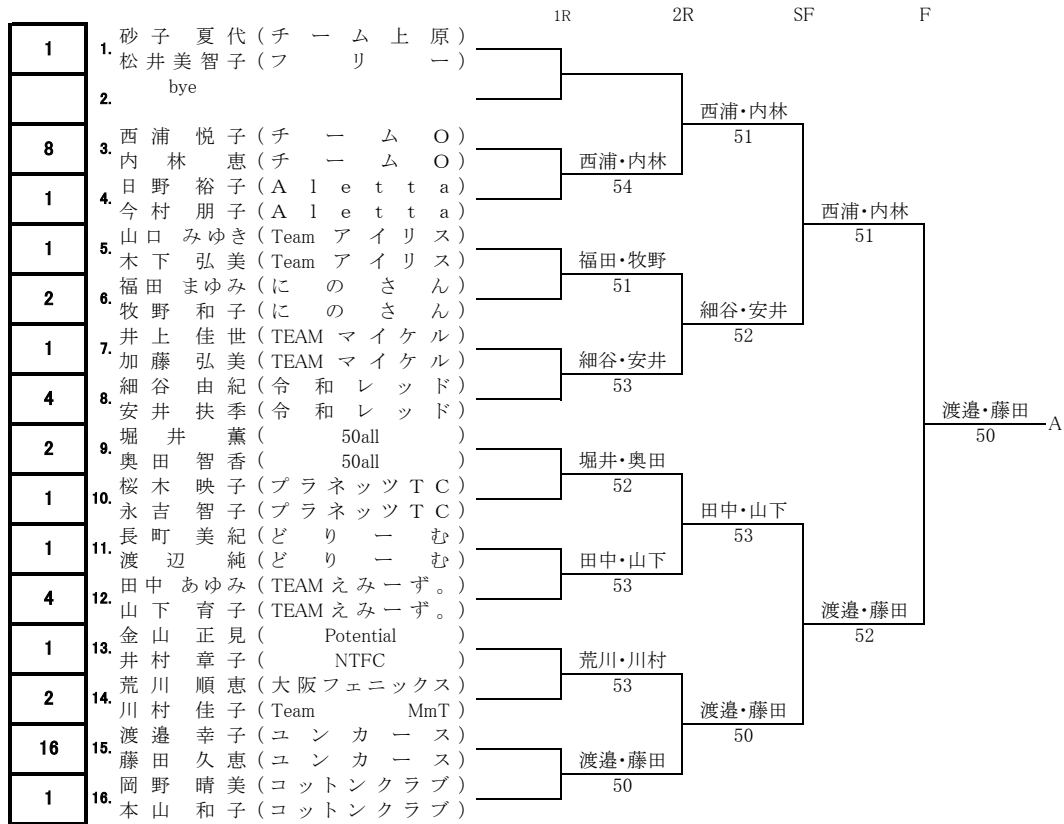 1R 2R SF F
1 1. 砂子 夏代(チーム上原)
松井美智子(フリー)
2. bye
8 3. 西浦 悦子(チームO)
内林 恵(チームO)
1 4. 日野 裕子(Aletta)
今村 朋子(Aletta)
1 5. 山口 みゆき(Team アイリス)
木下 弘美(Team アイリス)
2 6. 福田 まゆみ(にのさん)
牧野 和子(にのさん)
1 7. 井上 佳世(TEAM マイケル)
加藤 弘美(TEAM マイケル)
4 8. 細谷 由紀(令和レッド)
安井 扶季(令和レッド)
2 9. 堀井 薫(50all)
奥田 智香(50all)
1 10. 桜木 映子(プラネッツTC)
永吉 智子(プラネッツTC)
1 11. 長町 美紀(どりーむ)
渡辺 純(どりーむ)
4 12. 田中 あゆみ(TEAMえみーず。)
山下 育子(TEAMえみーず。)
1 13. 金山 正見(Potential)
井村 章子(NTFC)
2 14. 荒川 順恵(大阪フェニックス)
川村 佳子(Team MmT)
16 15. 渡邉 幸子(ユンカース)
藤田 久恵(ユンカース)
1 16. 岡野 晴美(コットンクラブ)
本山 和子(コットンクラブ)
西浦・内林
54
福田・牧野
51
細谷・安井
53
堀井・奥田
52
田中・山下
53
荒川・川村
53
渡邉・藤田
50
西浦・内林
51
細谷・安井
52
田中・山下
53
渡邉・藤田
50
西浦・内林
51
渡邉・藤田
52
渡邉・藤田
50
A